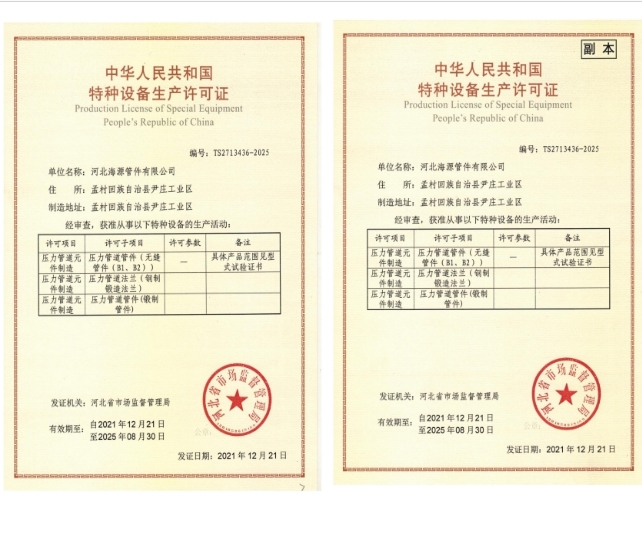 中华人民共和国
特种设备生产许可证
Production License of Special Equipment
People's Republic of China
编号：TS2713436-2025
单位名称：河北海源管件有限公司
住 所：孟村回族自治县尹庄工业区
制造地址：孟村回族自治县尹庄工业区
经审查，获准从事以下特种设备的生产活动：
许可项目 许可子项目 许可参数 备注
压力管道元 压力管道管件（无缝 — 具体产品范围见型
件制造 管件（B1、B2）） 式试验证书
压力管道元 压力管道法兰（钢制
件制造 锻造法兰）
压力管道元 压力管道管件(锻制
件制造 管件)
发证机关：河北省市场监督管理局
有效期至：自2021年12月21日
至2025年08月30日
发证日期：2021年12月21日
河北省市场监督管理局
副本
中华人民共和国
特种设备生产许可证
Production License of Special Equipment
People's Republic of China
编号：TS2713436-2025
单位名称：河北海源管件有限公司
住 所：孟村回族自治县尹庄工业区
制造地址：孟村回族自治县尹庄工业区
经审查，获准从事以下特种设备的生产活动：
许可项目 许可子项目 许可参数 备注
压力管道元 压力管道管件（无缝 — 具体产品范围见型
件制造 管件（B1、B2）） 式试验证书
压力管道元 压力管道法兰（钢制
件制造 锻造法兰）
压力管道元 压力管道管件(锻制
件制造 管件)
发证机关：河北省市场监督管理局
有效期至：自2021年12月21日
至2025年08月30日
发证日期：2021年12月21日
河北省市场监督管理局